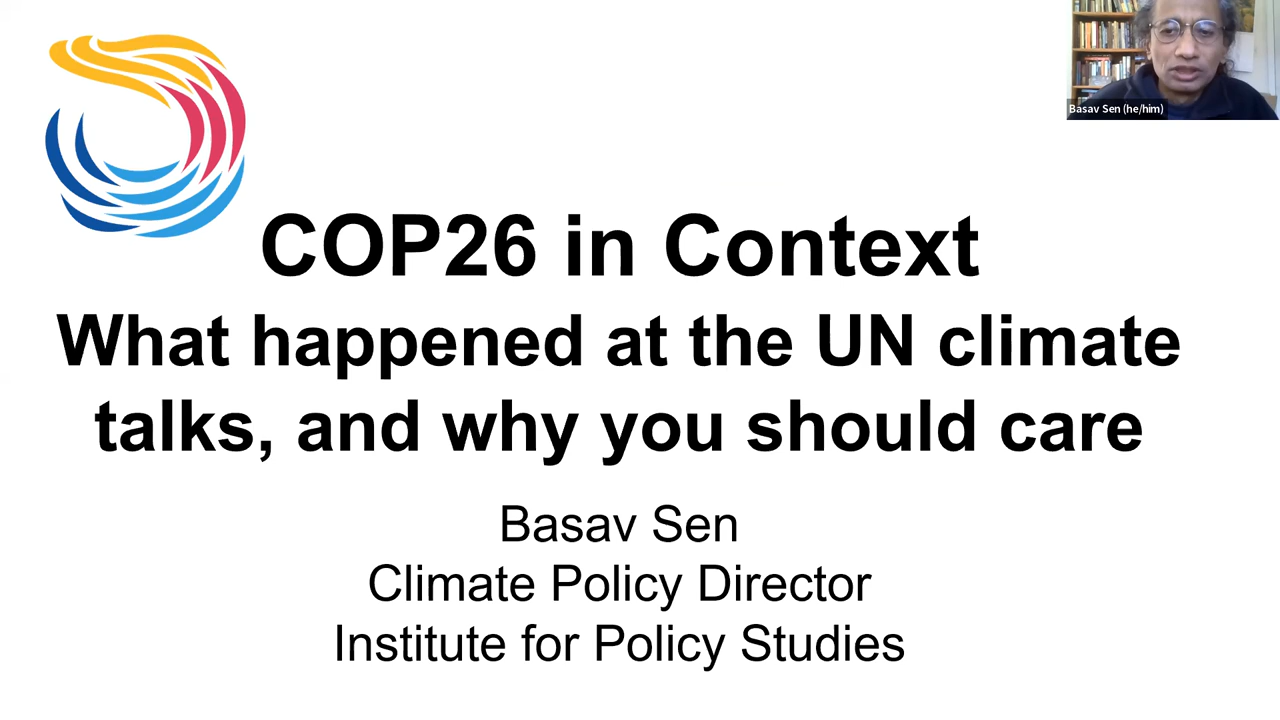 Basav Sen (he/him)
COP26 in Context
What happened at the UN climate
talks, and why you should care
Basav Sen
Climate Policy Director
Institute for Policy Studies